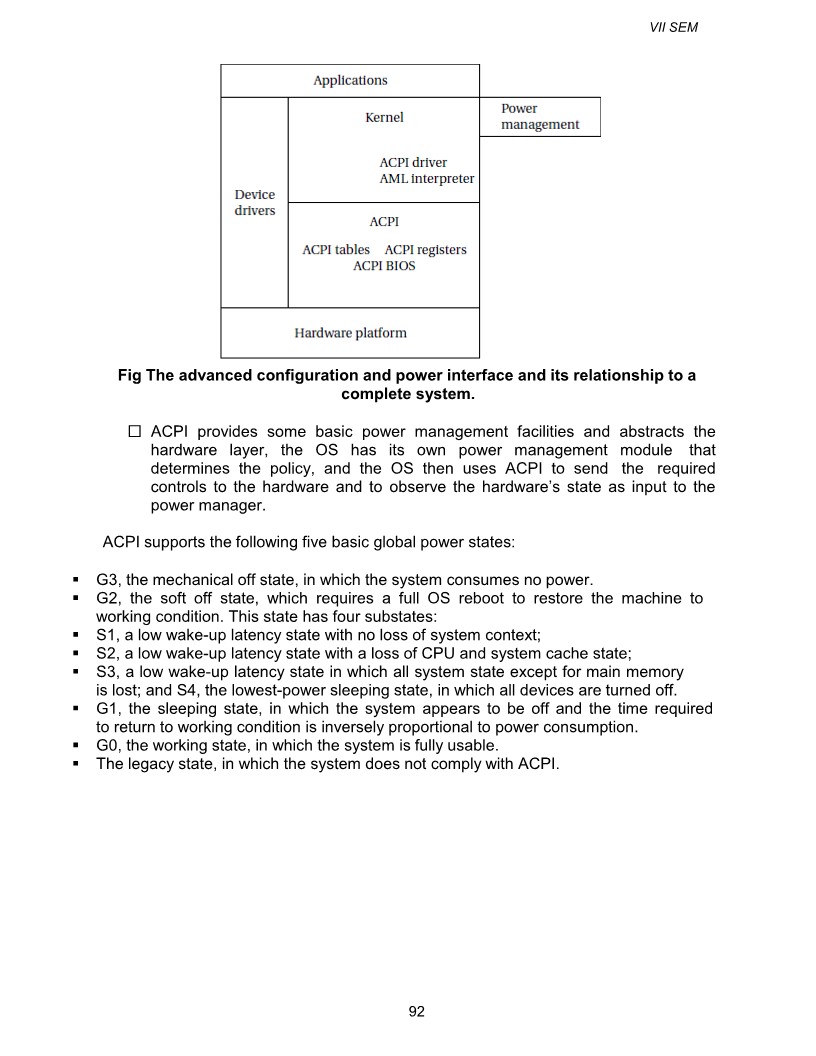 VII SEM
Applications
Kernel
Power
management
ACPI driver
AML interpreter
Device
drivers
ACPI
ACPI tables ACPI registers
ACPI BIOS
Hardware platform
Fig The advanced configuration and power interface and its relationship to a
complete system.
☐ ACPI provides some basic power management facilities and abstracts the
hardware layer, the OS has its own power management module that
determines the policy, and the OS then uses ACPI to send the required
controls to the hardware and to observe the hardware's state as input to the
power manager.
ACPI supports the following five basic global power states:
▪ G3, the mechanical off state, in which the system consumes no power.
▪ G2, the soft off state, which requires a full OS reboot to restore the machine to
working condition. This state has four substates:
▪ S1, a low wake-up latency state with no loss of system context;
▪ S2, a low wake-up latency state with a loss of CPU and system cache state;
▪ S3, a low wake-up latency state in which all system state except for main memory
is lost; and S4, the lowest-power sleeping state, in which all devices are turned off.
▪ G1, the sleeping state, in which the system appears to be off and the time required
to return to working condition is inversely proportional to power consumption.
▪ G0, the working state, in which the system is fully usable.
▪ The legacy state, in which the system does not comply with ACPI.
92